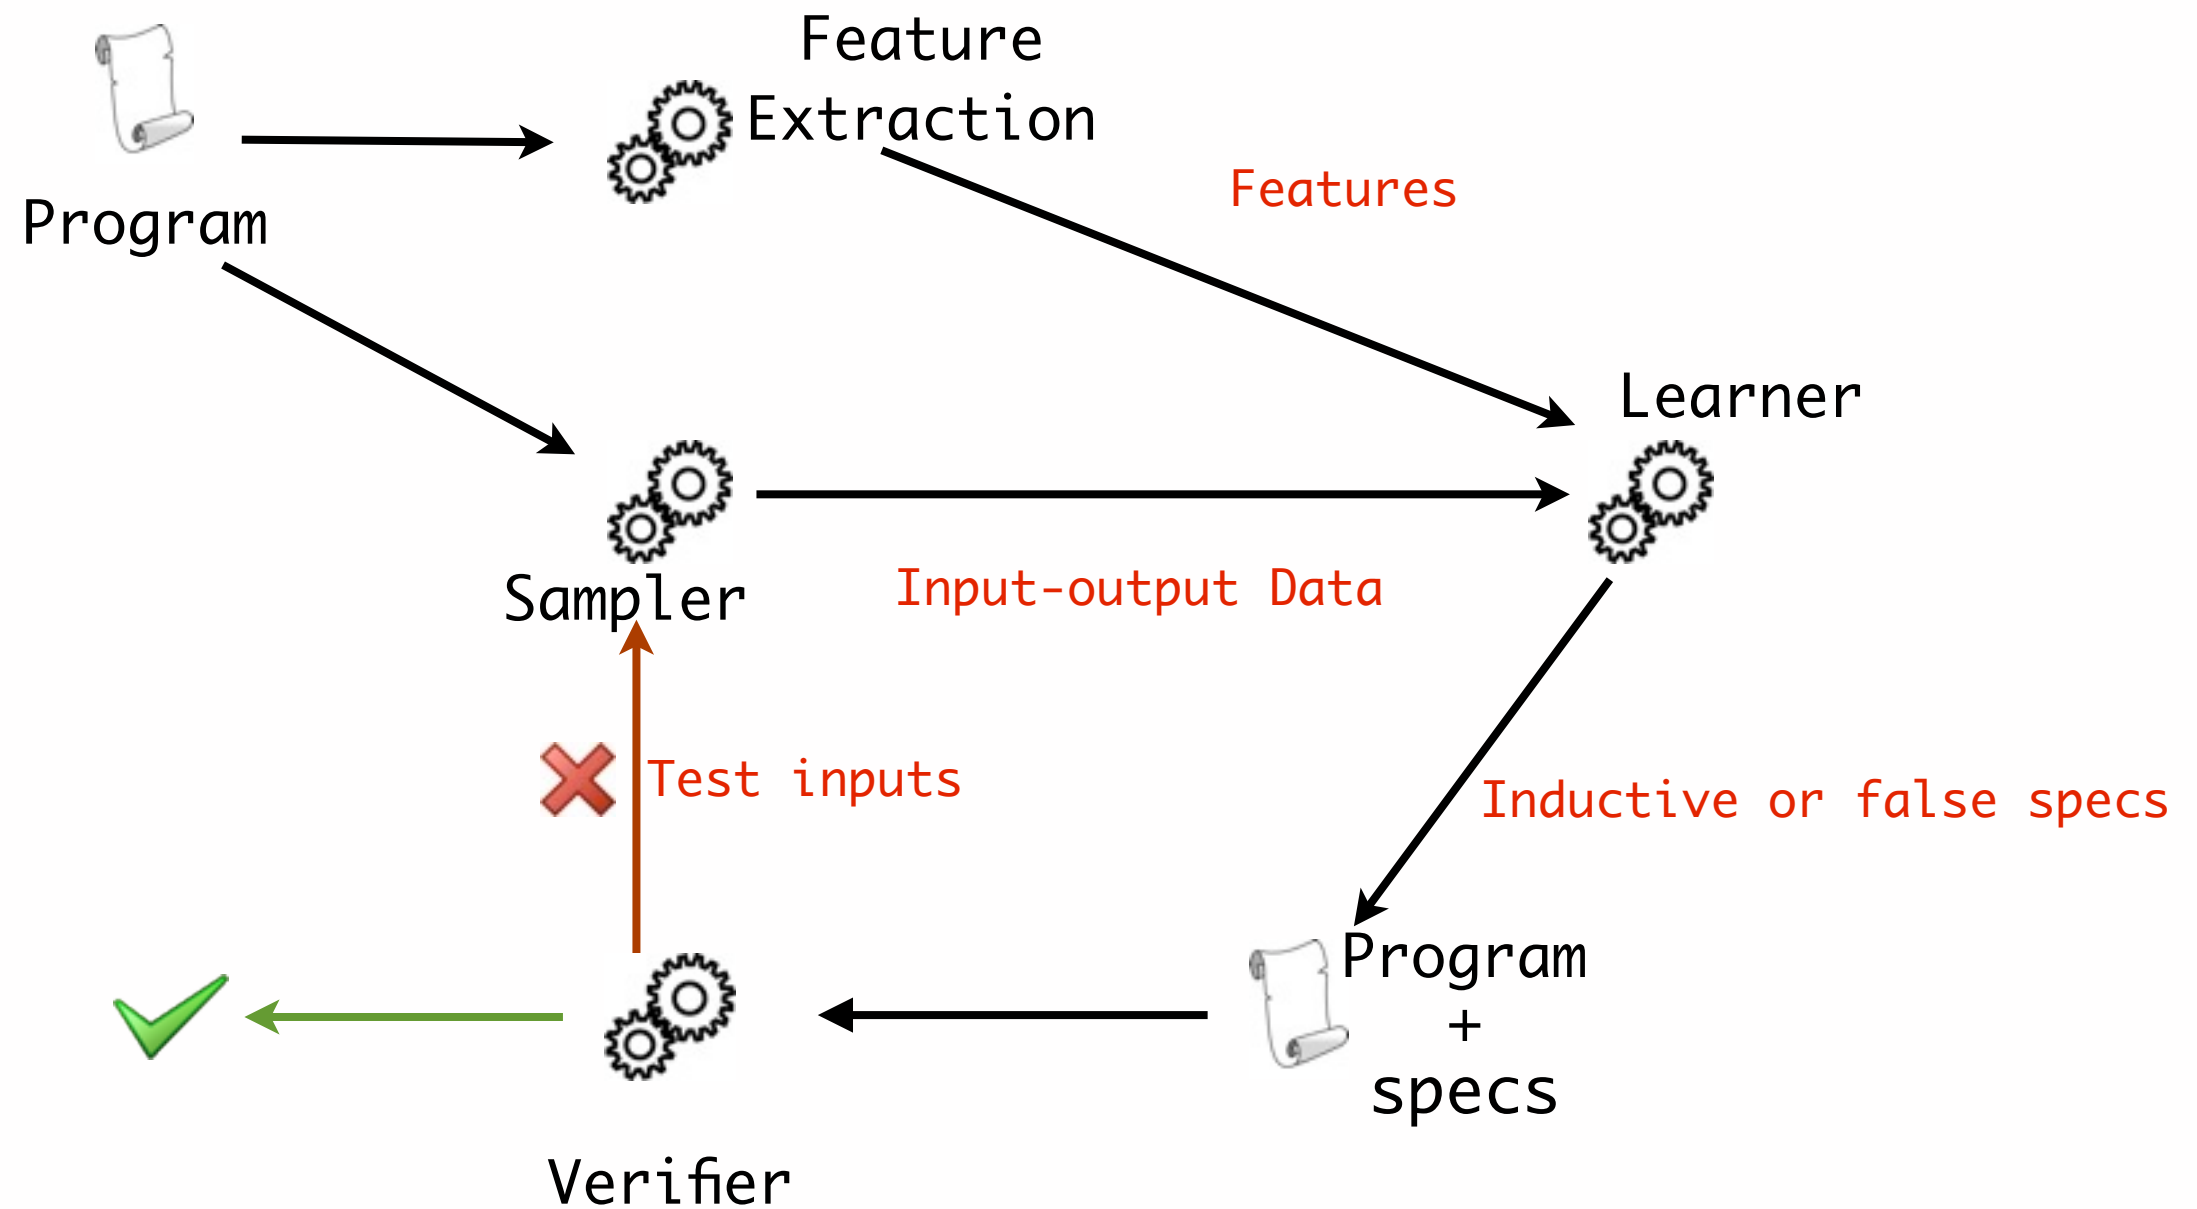 Feature
Extraction
Program
Features
Learner
Sampler
Input-output Data
Test inputs
Inductive or false specs
Program
+
specs
Verifier